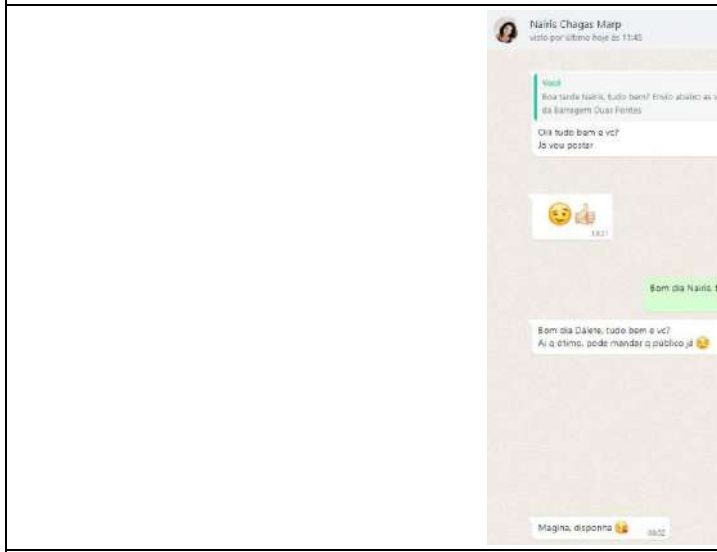 Nairis Chagas Marp
visto por último hoje às 11:45
Você
Boa tarde Nairis, tudo bem? Envio abaixo as
da Barragem Duas Pontes
Oiii tudo bem e vc?
Já vou postar
Bom dia Nairis, t
Bom dia Dálete, tudo bem e vc?
Ai q ótimo, pode mandar q publico já
Magina, disponha